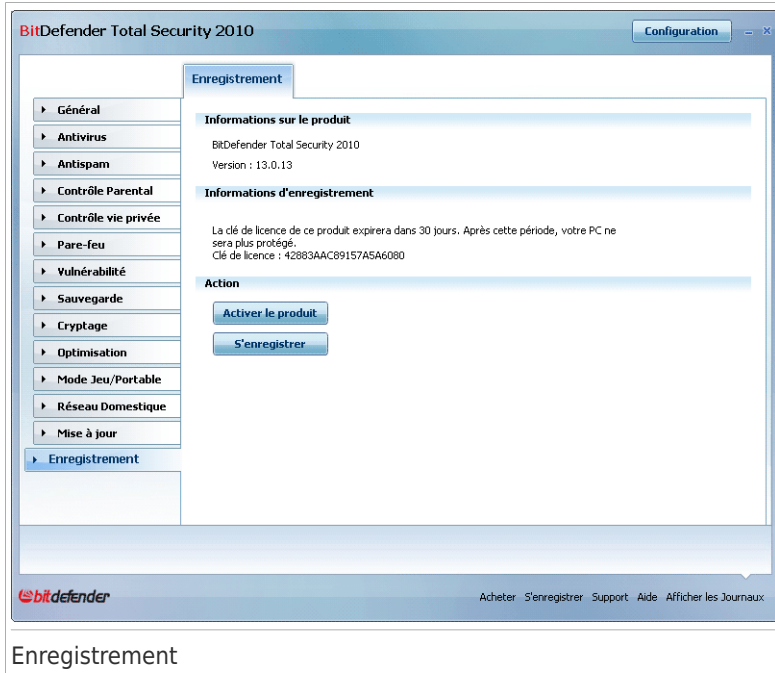 BitDefender Total Security 2010
Configuration
Enregistrement
Général
Antivirus
Antispam
Contrôle Parental
Contrôle vie privée
Pare-feu
Vulnérabilité
Sauvegarde
Cryptage
Optimisation
Mode Jeu/Portable
Réseau Domestique
Mise à jour
Enregistrement
Informations sur le produit
BitDefender Total Security 2010
Version : 13.0.13
Informations d'enregistrement
La clé de licence de ce produit expirera dans 30 jours. Après cette période, votre PC ne
sera plus protégé.
Clé de licence : 42883AAC89157A5A6080
Action
Activer le produit
S'enregistrer
bitdefender
Acheter S'enregistrer Support Aide Afficher les Journaux
Enregistrement